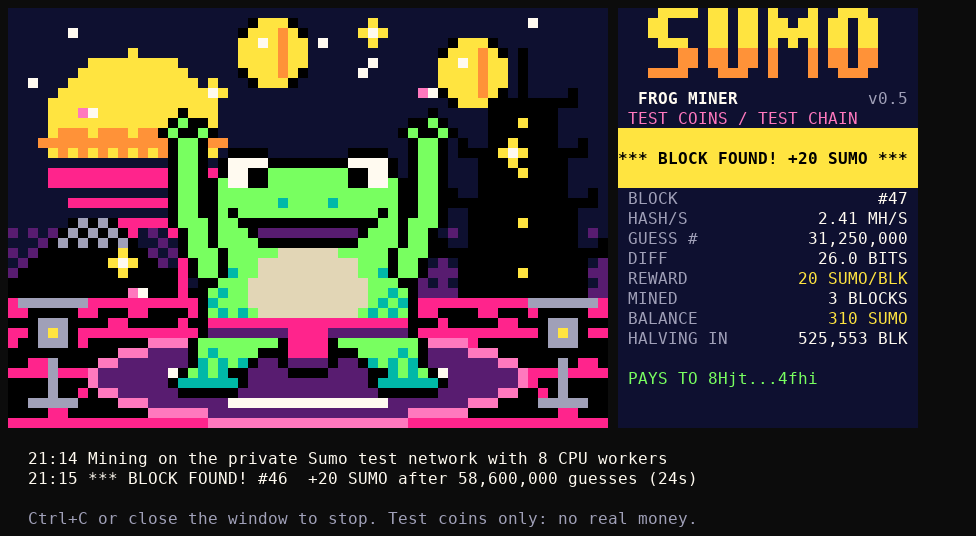 SUMO
FROG MINER v0.5
TEST COINS / TEST CHAIN
*** BLOCK FOUND! +20 SUMO ***
BLOCK #47
HASH/S 2.41 MH/S
GUESS # 31,250,000
DIFF 26.0 BITS
REWARD 20 SUMO/BLK
MINED 3 BLOCKS
BALANCE 310 SUMO
HALVING IN 525,553 BLK
PAYS TO 8Hjt...4fhi
21:14 Mining on the private Sumo test network with 8 CPU workers
21:15 *** BLOCK FOUND! #46  +20 SUMO after 58,600,000 guesses (24s)
Ctrl+C or close the window to stop. Test coins only: no real money.